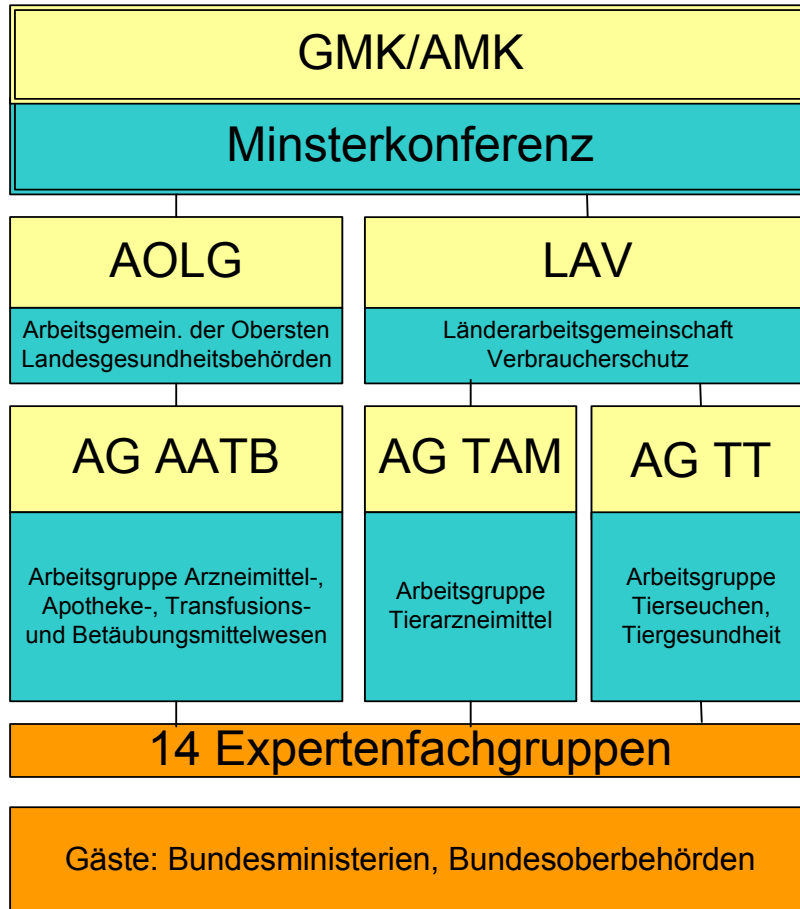 GMK/AMK
Minsterkonferenz
AOLG
Arbeitsgemein. der Obersten
Landesgesundheitsbehörden
LAV
Länderarbeitsgemeinschaft
Verbraucherschutz
AG AATB
Arbeitsgruppe Arzneimittel-,
Apotheke-, Transfusions-
und Betäubungsmittelwesen
AG TAM
Arbeitsgruppe
Tierarzneimittel
AG TT
Arbeitsgruppe
Tierseuchen,
Tiergesundheit
14 Expertenfachgruppen
Gäste: Bundesministerien, Bundesoberbehörden